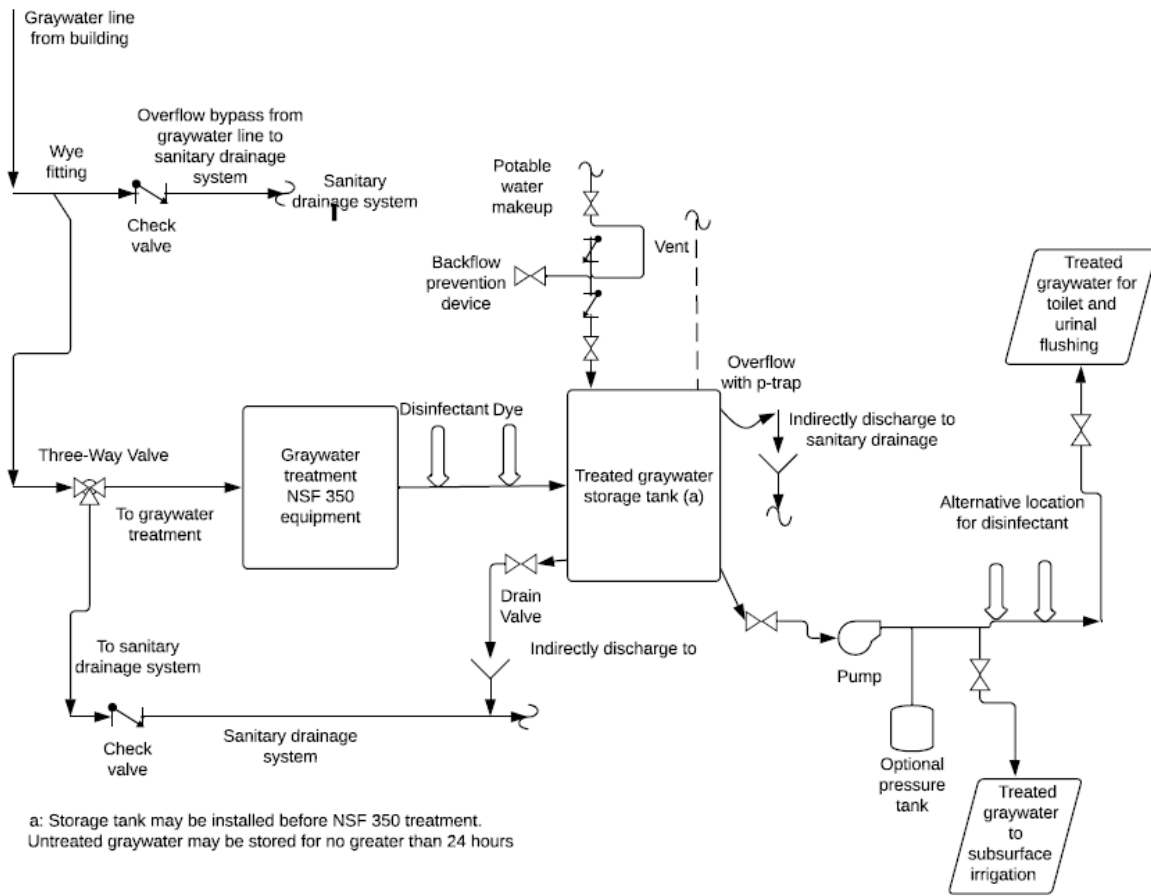 Graywater line
from building
Overflow bypass from
graywater line to
sanitary drainage
system
Wye
fitting
Sanitary
drainage system
Check
valve
Potable
water
makeup
Vent
Backflow
prevention
device
Treated
graywater for
toilet and
urinal
flushing
Overflow
with p-trap
Indirectly discharge to
sanitary drainage
Disinfectant Dye
Three-Way Valve
Graywater
treatment
NSF 350
equipment
Treated graywater
storage tank (a)
To graywater
treatment
Alternative location
for disinfectant
Drain
Valve
To sanitary
drainage system
Indirectly discharge to
Pump
Check
valve
Sanitary drainage
system
Optional
pressure
tank
Treated
graywater
to
subsurface
irrigation
a: Storage tank may be installed before NSF 350 treatment.
Untreated graywater may be stored for no greater than 24 hours